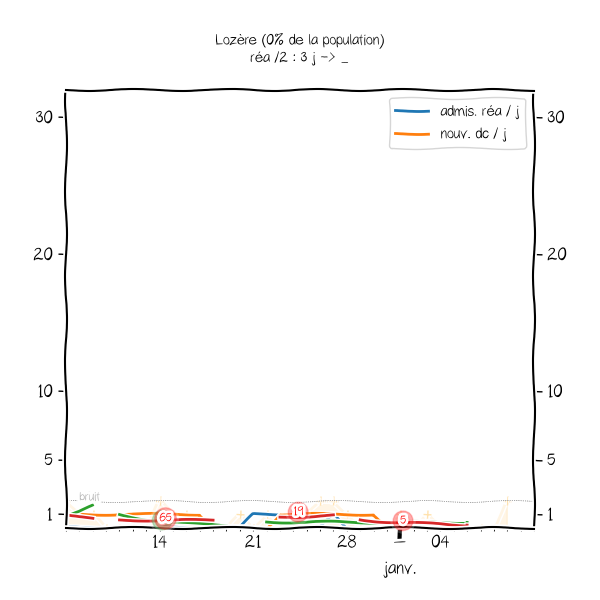 Lozère (0% de la population)
réa /2 : 3 j -> _
admis. réa / j
nouv. dc / j
30
30
20
20
10
10
5
5
bruit
1
1
65
19
5
14
21
28
04
janv.